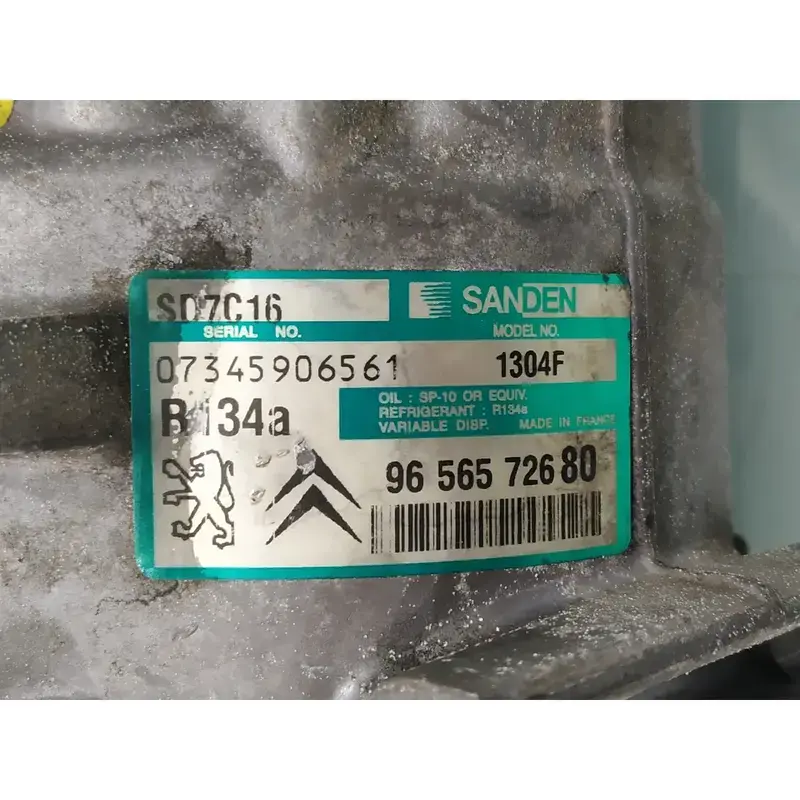 SD7C16
SANDEN
SERIAL NO.
MODEL NO.
07345906561
1304F
R134a
OIL : SP-10 OR EQUIV.
REFRIGERANT : R134a
VARIABLE DISP. MADE IN FRANCE
96 565 726 80